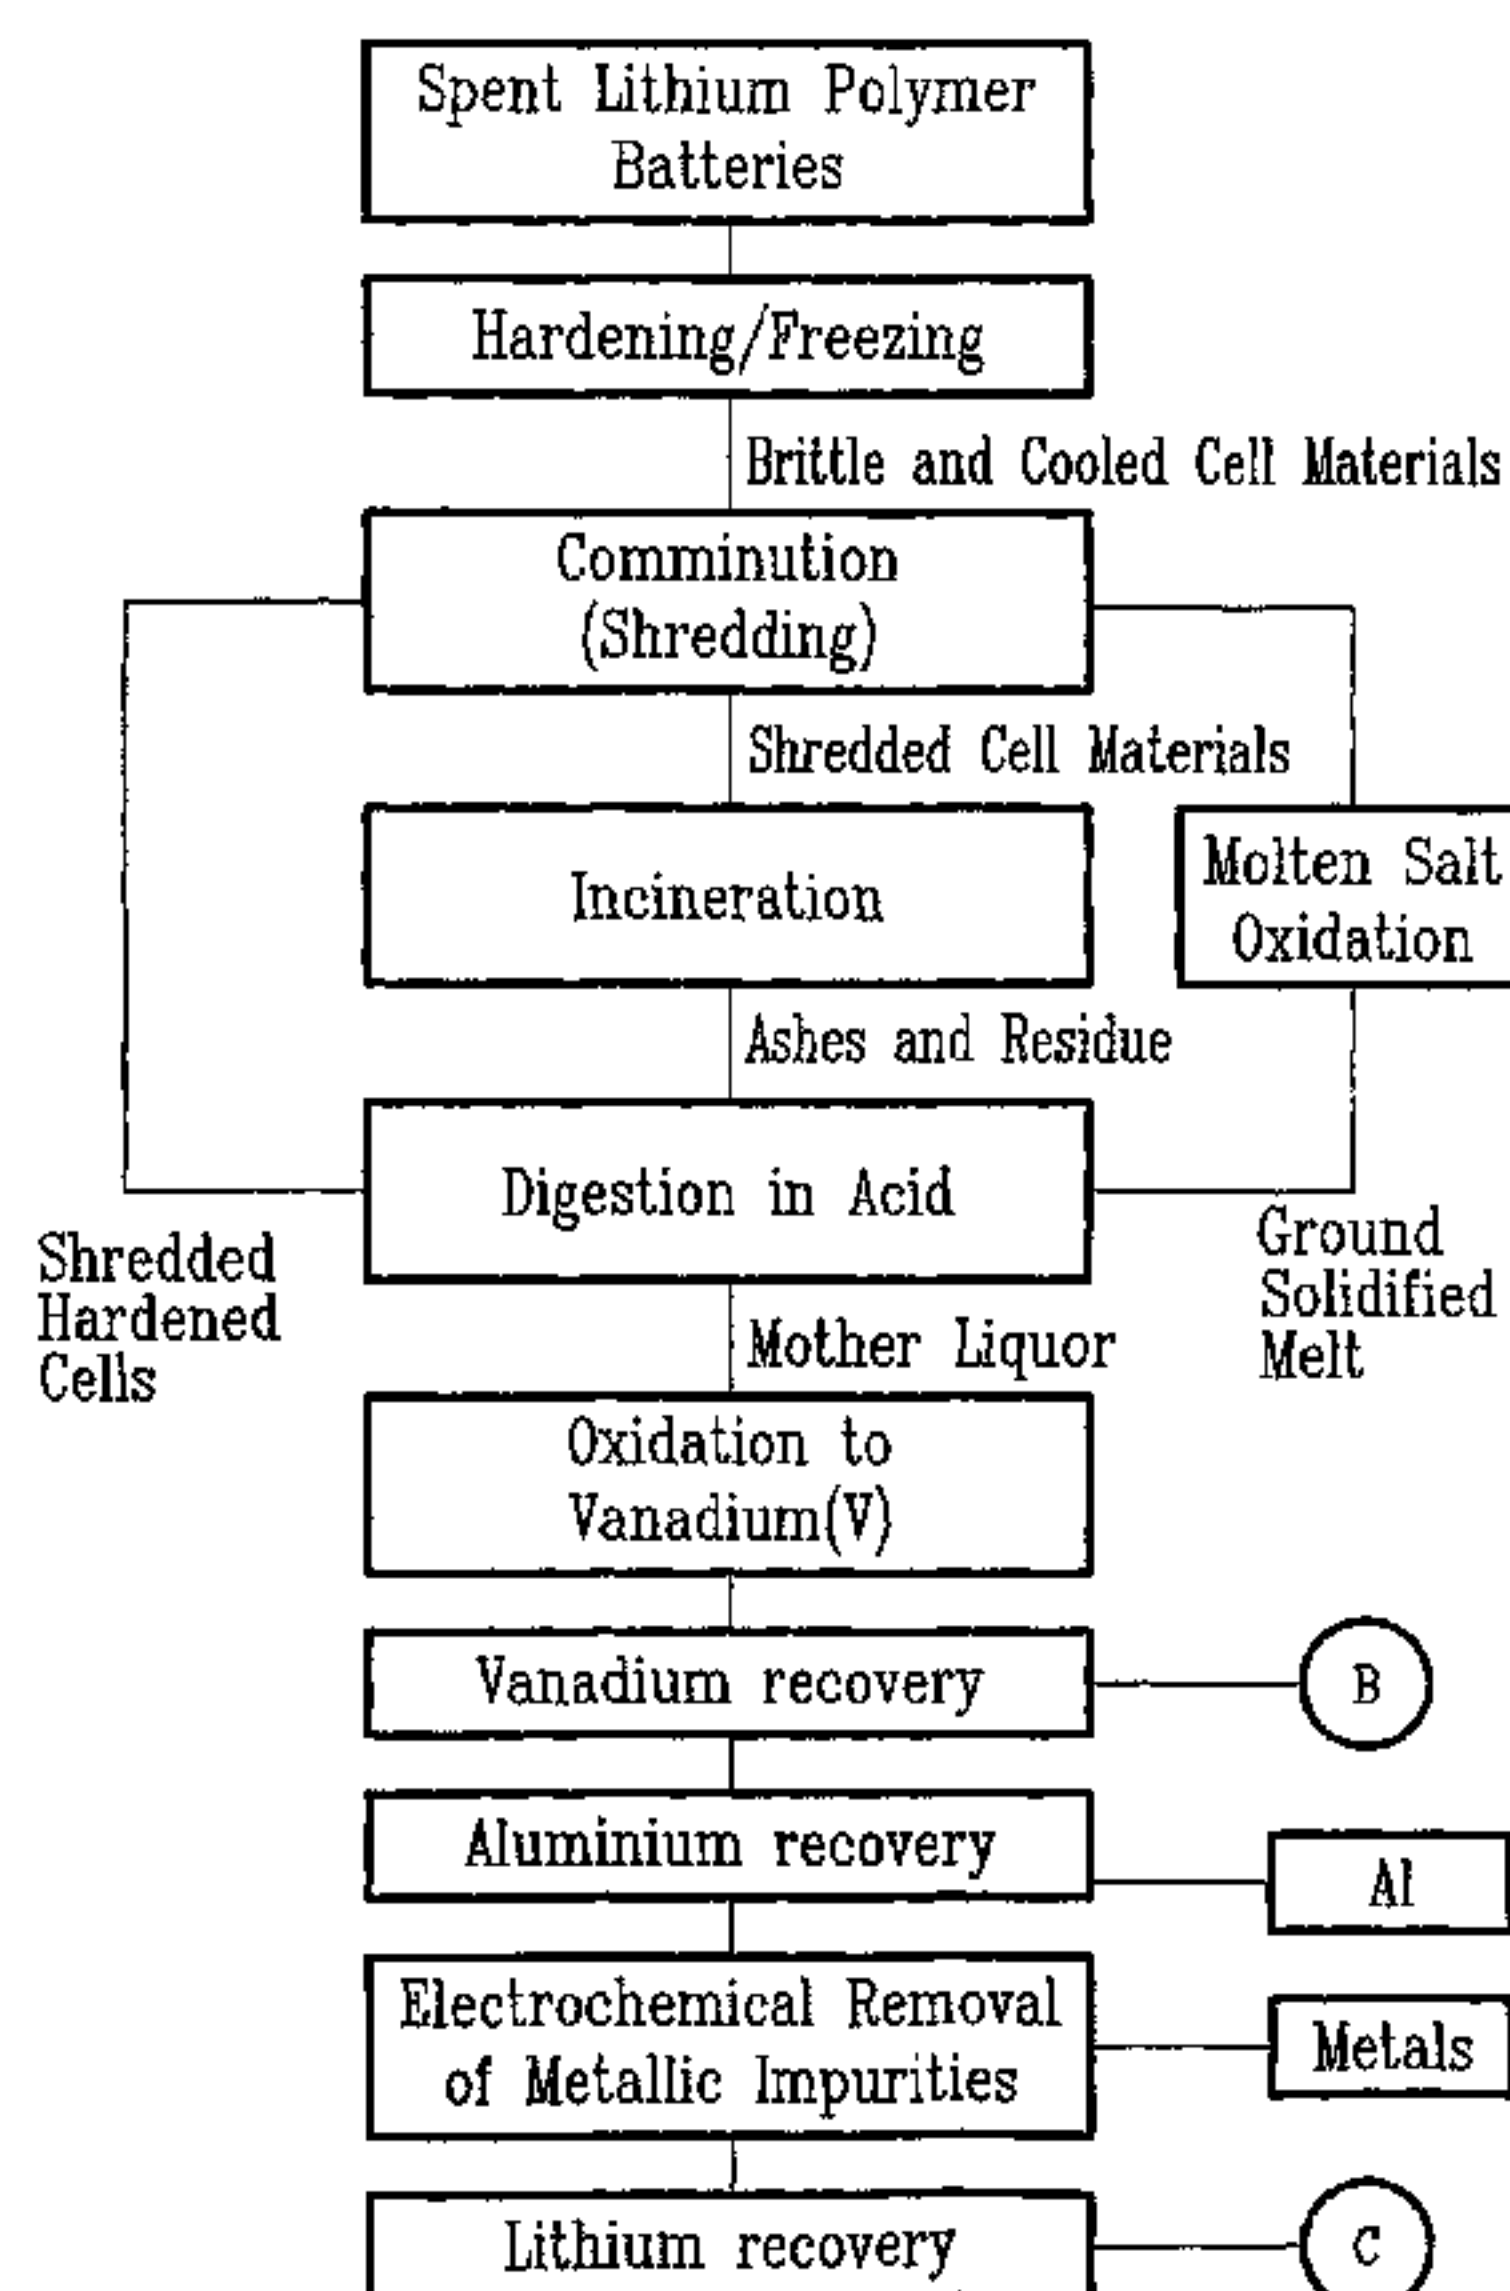 Spent Lithium Polymer
Batteries
Hardening/Freezing
Brittle and Cooled Cell Materials
Comminution
(Shredding)
Shredded Cell Materials
Incineration
Molten Salt
Oxidation
Ashes and Residue
Digestion in Acid
Shredded
Hardened
Cells
Ground
Solidified
Melt
Mother Liquor
Oxidation to
Vanadium(V)
Vanadium recovery
B
Aluminium recovery
Al
Electrochemical Removal
of Metallic Impurities
Metals
Lithium recovery
C